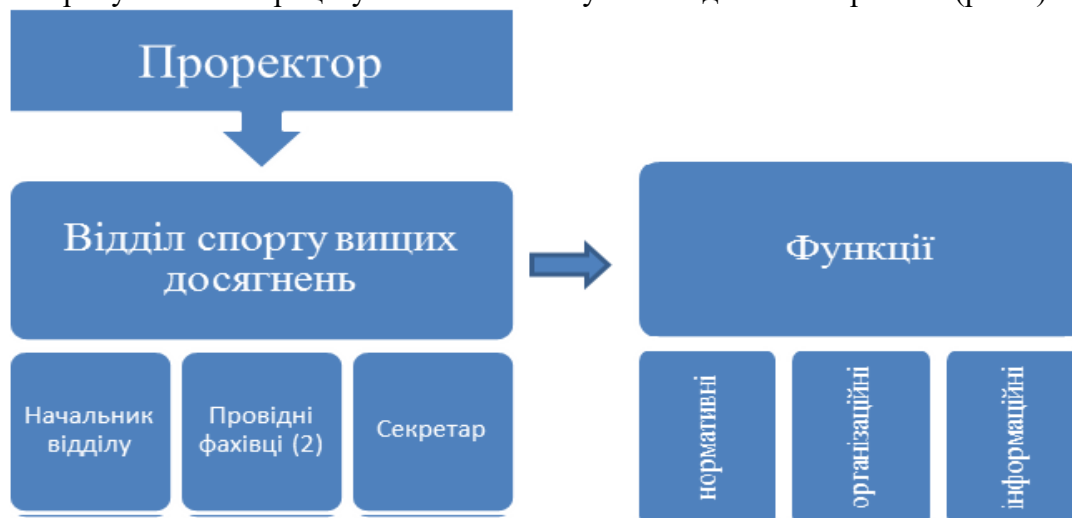 Проректор
Відділ спорту вищих
досягнень
Функції
Начальник
відділу
Провідні
фахівці (2)
Секретар
нормативні
організаційні
інформаційні